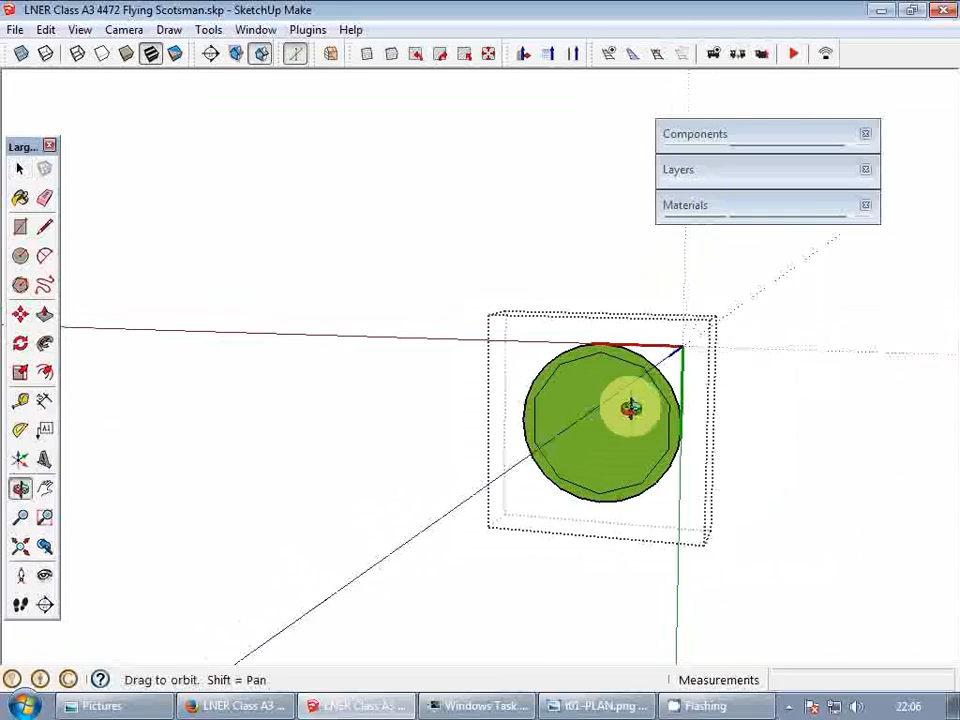 LNER Class A3 4472 Flying Scotsman.skp - SketchUp Make
File Edit View Camera Draw Tools Window Plugins Help
Components
Larg...
Layers
Materials
A1
Drag to orbit. Shift = Pan
Measurements
Pictures
LNER Class A3 ...
LNER Class A3...
Windows Task...
t01-PLAN.png ...
Flashing
22:06